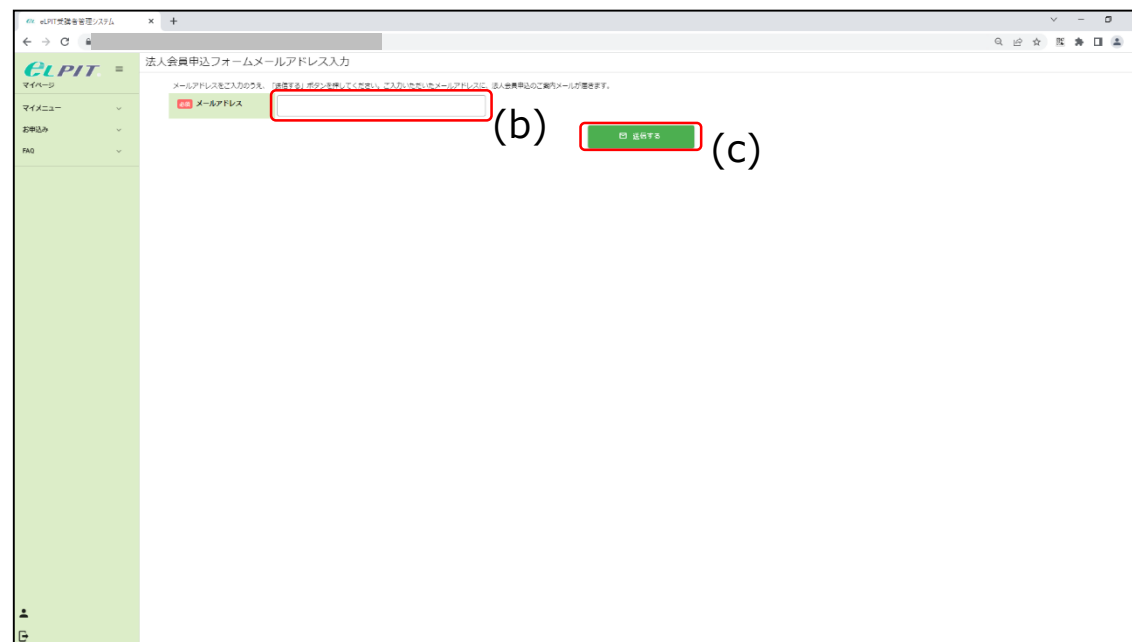 eLPIT受講者管理システム
eLPIT
マイページ
マイメニュー
お申込み
FAQ
法人会員申込フォームメールアドレス入力
メールアドレスをご入力のうえ、「送信する」ボタンを押してください。ご入力いただいたメールアドレスに、法人会員申込のご案内メールが届きます。
必須 メールアドレス
(b)
送信する
(c)